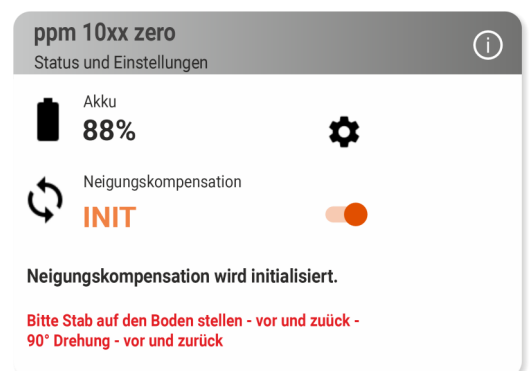 ppm 10xx zero
Status und Einstellungen
Akku
88%
Neigungskompensation
INIT
Neigungskompensation wird initialisiert.
Bitte Stab auf den Boden stellen - vor und zuück -
90° Drehung - vor und zurück